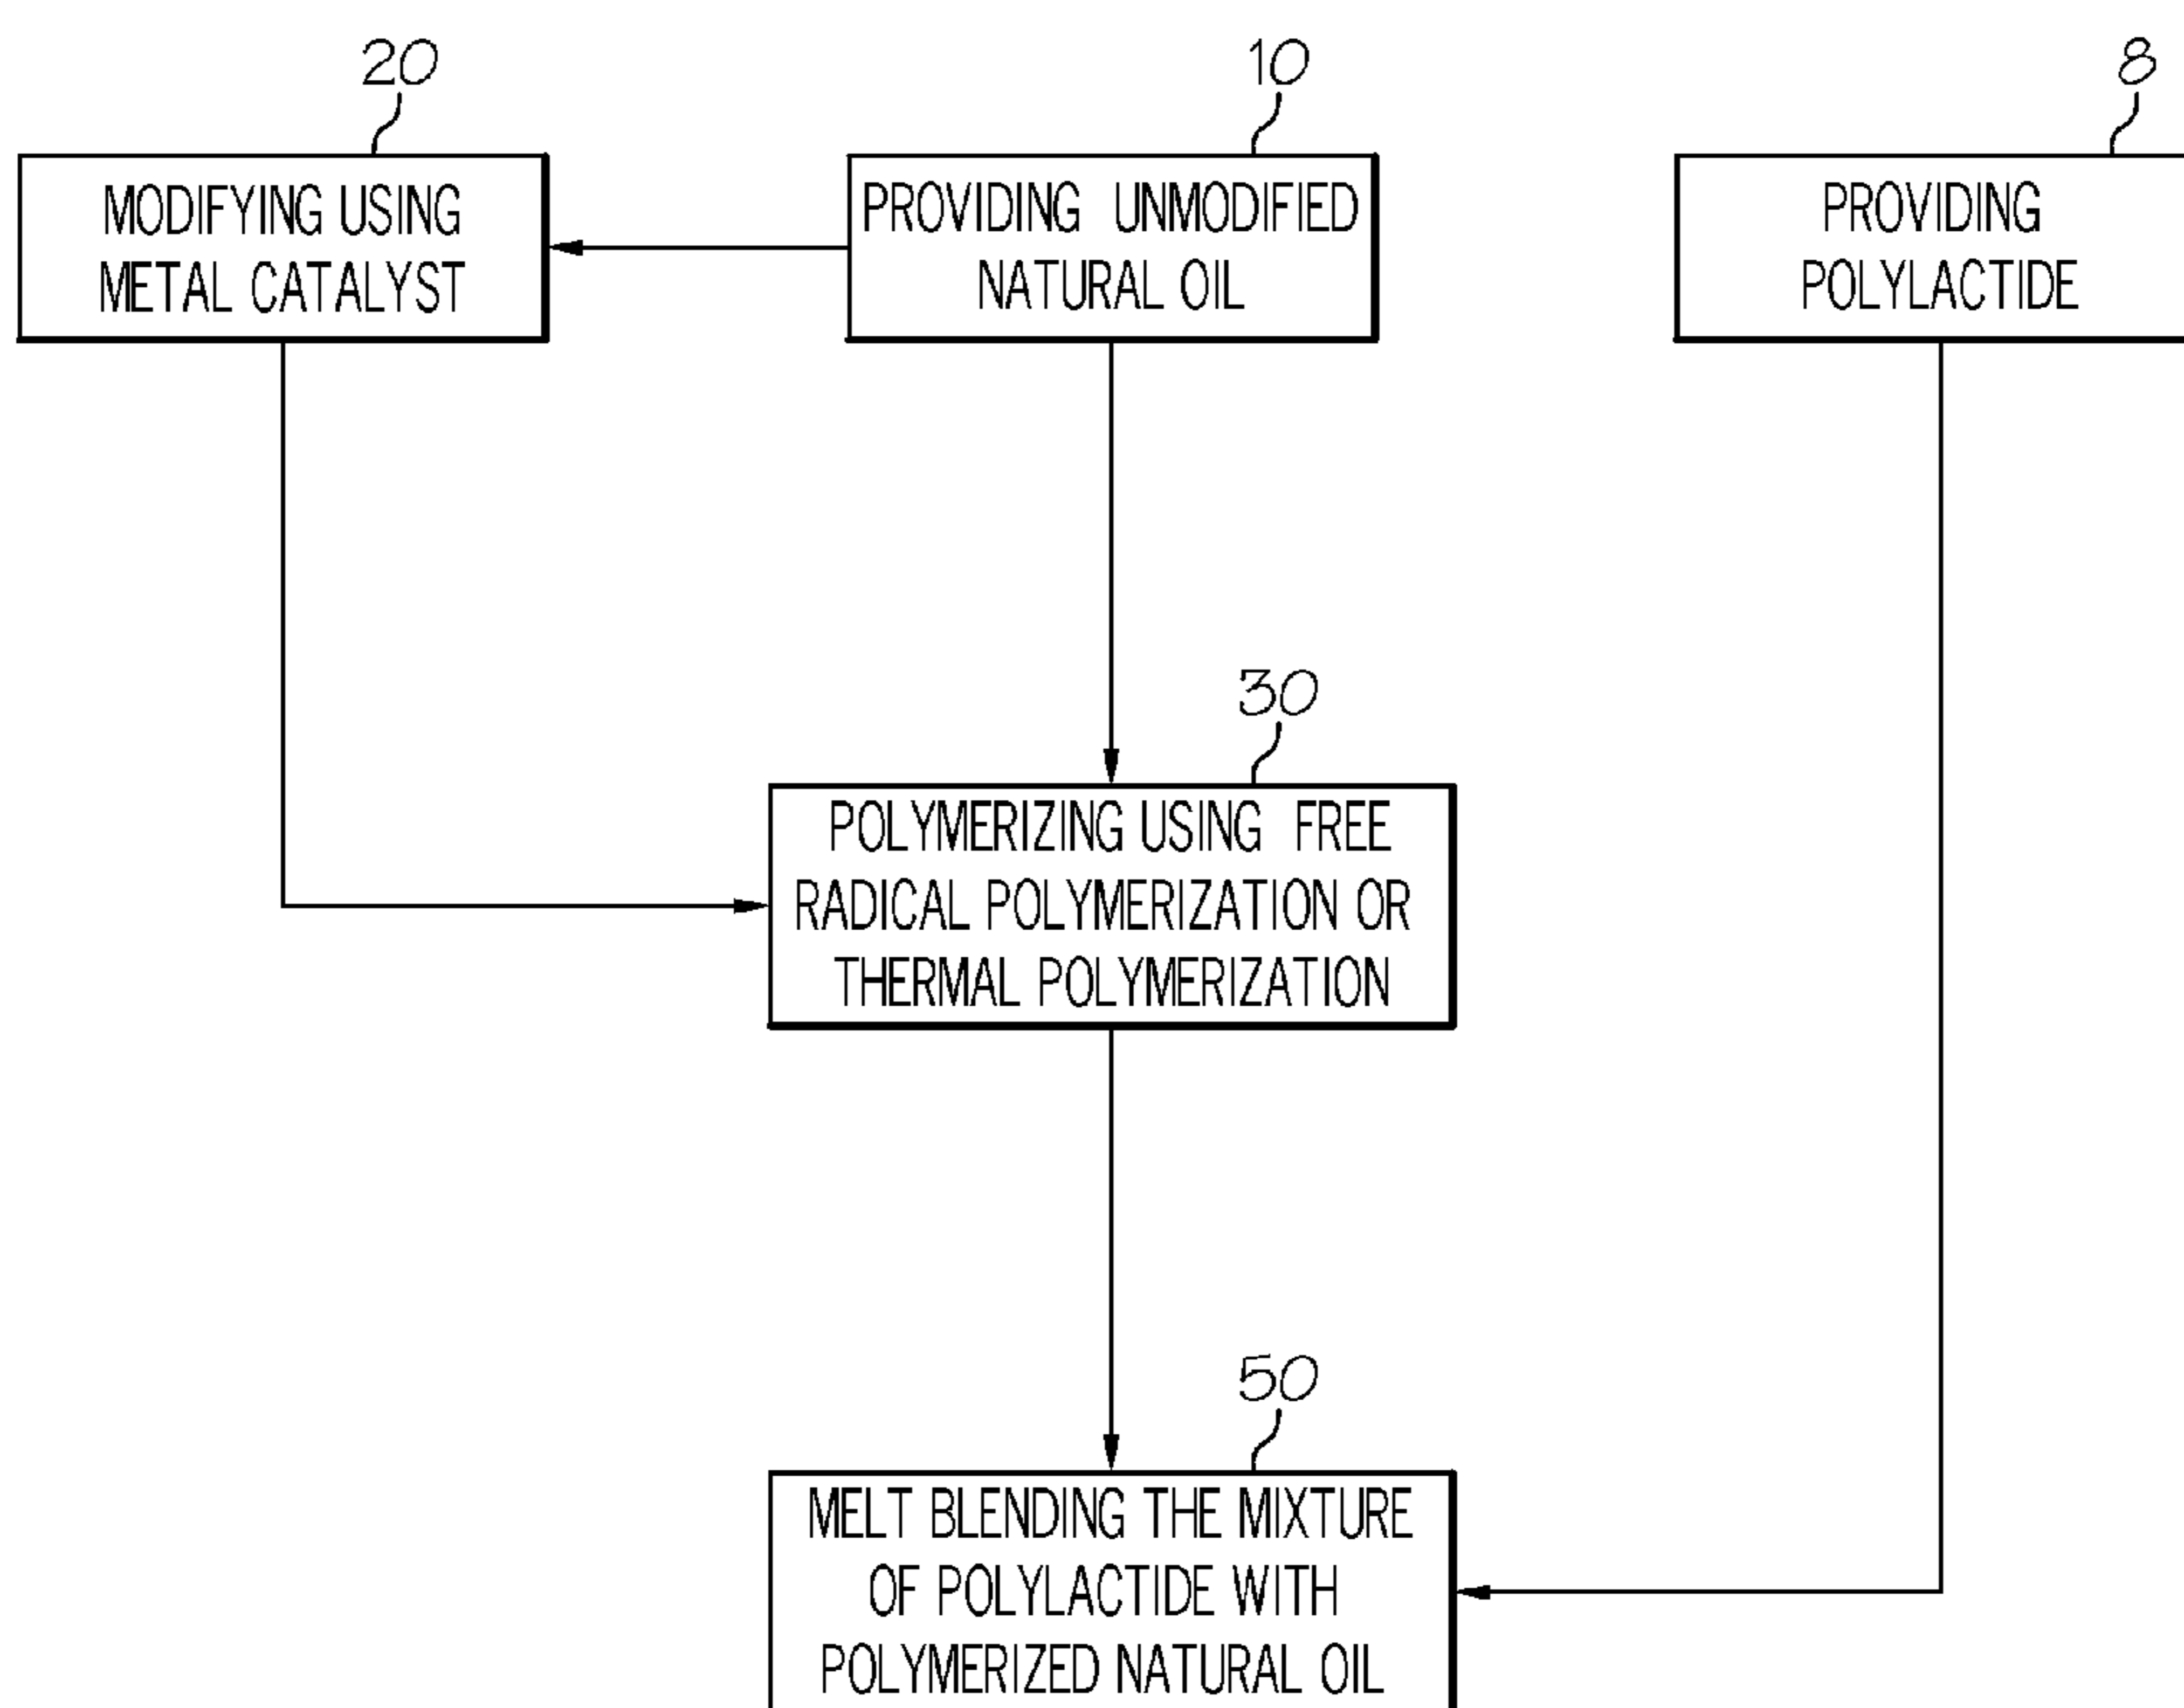 20
10
8
MODIFYING USING
METAL CATALYST
PROVIDING UNMODIFIED
NATURAL OIL
PROVIDING
POLYLACTIDE
30
POLYMERIZING USING FREE
RADICAL POLYMERIZATION OR
THERMAL POLYMERIZATION
50
MELT BLENDING THE MIXTURE
OF POLYLACTIDE WITH
POLYMERIZED NATURAL OIL